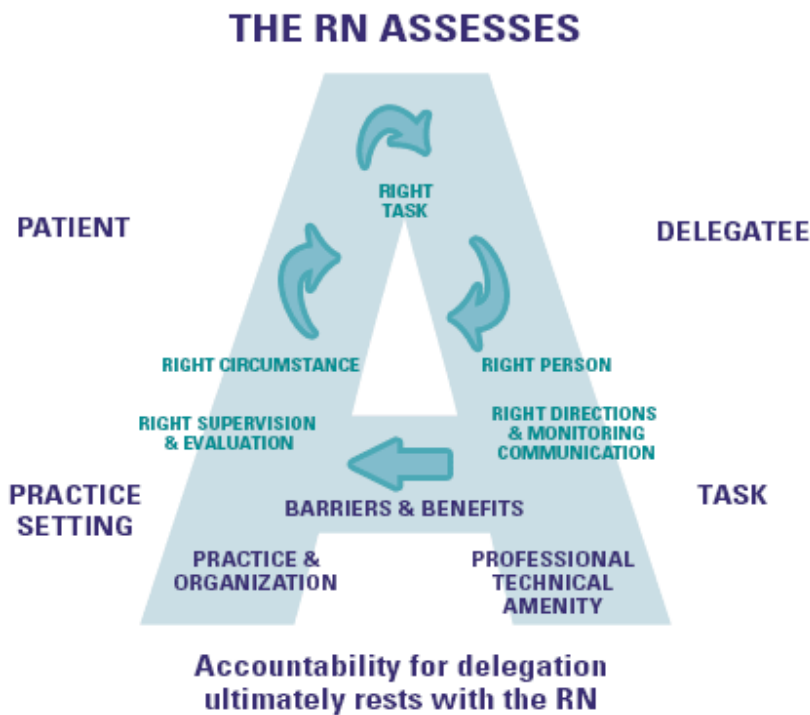 THE RN ASSESSES
RIGHT
TASK
PATIENT
DELEGATEE
RIGHT CIRCUMSTANCE
RIGHT PERSON
RIGHT SUPERVISION
& EVALUATION
RIGHT DIRECTIONS
& MONITORING
COMMUNICATION
PRACTICE
SETTING
TASK
BARRIERS & BENEFITS
PRACTICE &
ORGANIZATION
PROFESSIONAL
TECHNICAL
AMENITY
Accountability for delegation
ultimately rests with the RN